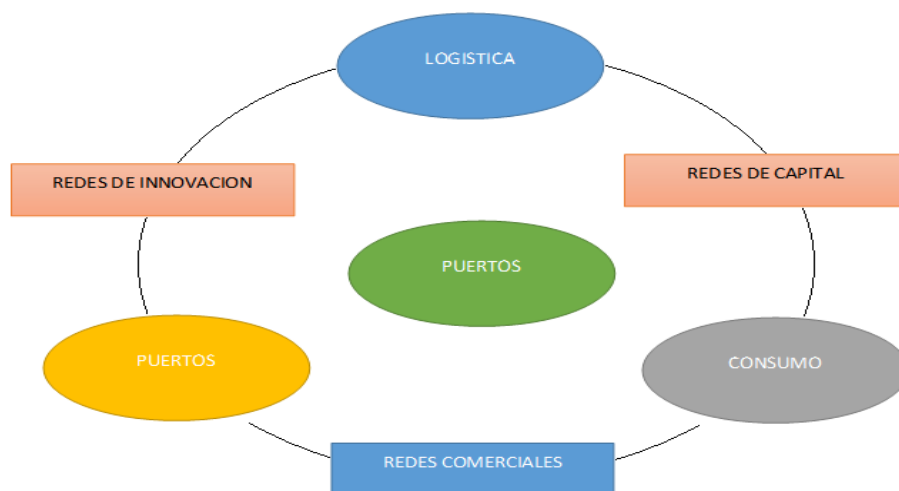 LOGISTICA
REDES DE INNOVACION
REDES DE CAPITAL
PUERTOS
PUERTOS
CONSUMO
REDES COMERCIALES